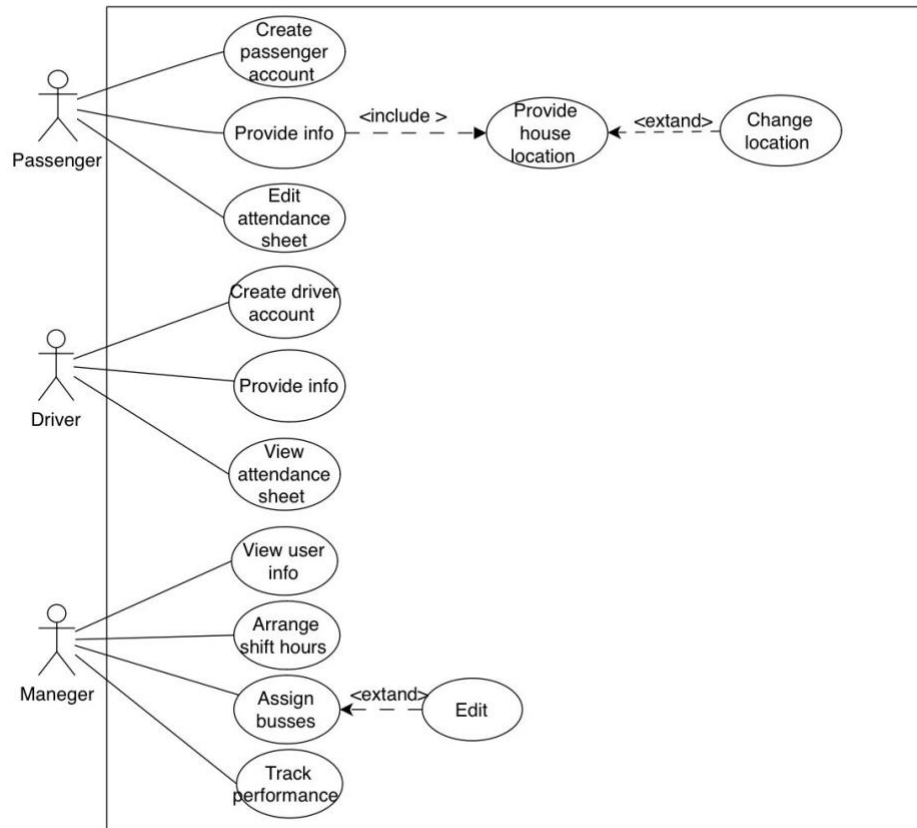 Create
passenger
account
Passenger
Provide info
<include >
Provide
house
location
<extand>
Change
location
Edit
attendance
sheet
Create driver
account
Driver
Provide info
View
attendance
sheet
View user
info
Maneger
Arrange
shift hours
Assign
busses
<extand>
Edit
Track
performance